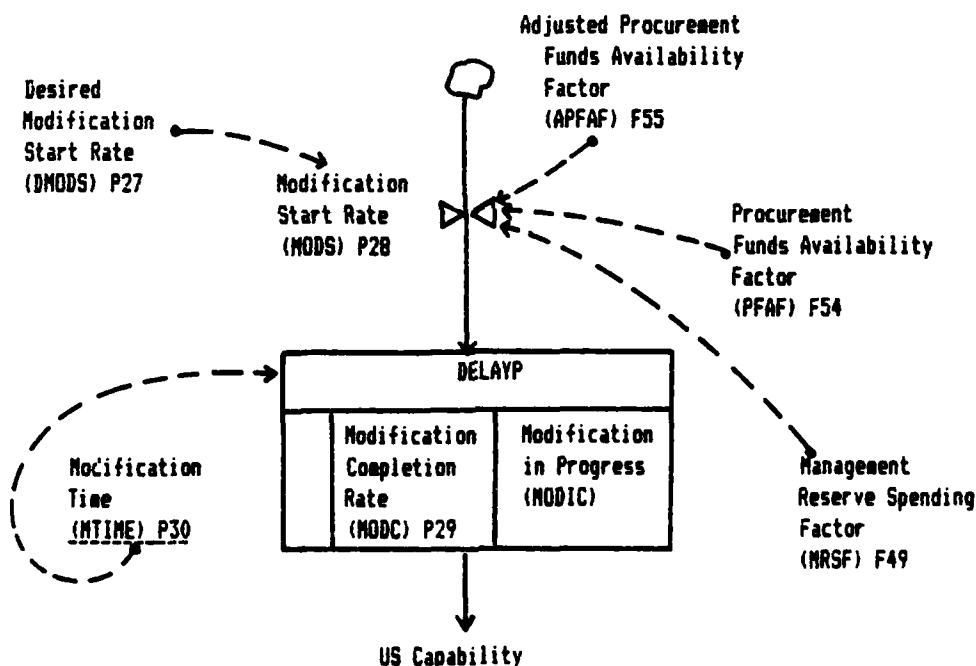 Adjusted Procurement
Funds Availability
Factor
(APFAF) F55
Desired
Modification
Start Rate
(DMODS) P27
Modification
Start Rate
(MODS) P28
Procurement
Funds Availability
Factor
(PFAF) F54
DELAYP
Modification
Completion
Rate
(MODC) P29
Modification
in Progress
(MODIC)
Modification
Time
(MTIME) P30
Management
Reserve Spending
Factor
(MRSF) F49
US Capability